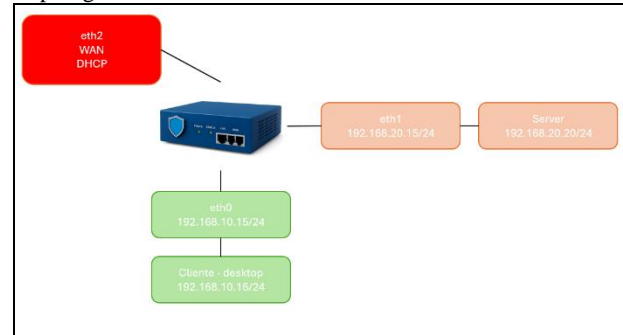 eth2
WAN
DHCP
eth1
192.168.20.15/24
Server
192.168.20.20/24
eth0
192.168.10.15/24
Cliente - desktop
192.168.10.16/24